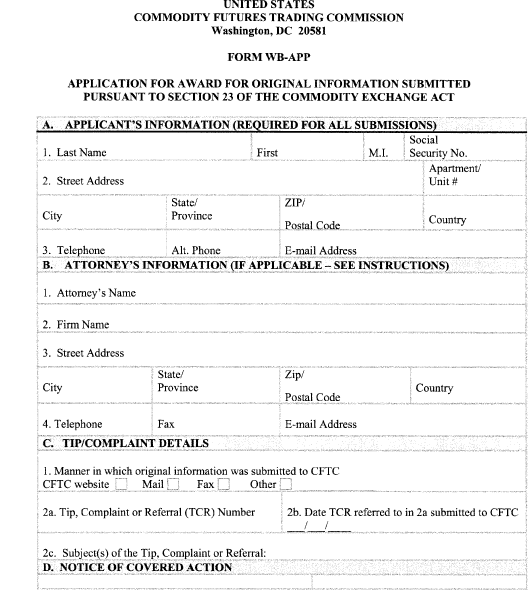 UNITED STATES
COMMODITY FUTURES TRADING COMMISSION
Washington, DC 20581
FORM WB-APP
APPLICATION FOR AWARD FOR ORIGINAL INFORMATION SUBMITTED
PURSUANT TO SECTION 23 OF THE COMMODITY EXCHANGE ACT
A. APPLICANT'S INFORMATION (REQUIRED FOR ALL SUBMISSIONS)
1. Last Name First M.I. Social
Security No.
2. Street Address Apartment/
Unit #
City State/
Province ZIP/
Postal Code Country
3. Telephone Alt. Phone E-mail Address
B. ATTORNEY'S INFORMATION (IF APPLICABLE – SEE INSTRUCTIONS)
1. Attorney's Name
2. Firm Name
3. Street Address
City State/
Province Zip/
Postal Code Country
4. Telephone Fax E-mail Address
C. TIP/COMPLAINT DETAILS
1. Manner in which original information was submitted to CFTC
CFTC website Mail Fax Other
2a. Tip, Complaint or Referral (TCR) Number 2b. Date TCR referred to in 2a submitted to CFTC
__/__/____
2c. Subject(s) of the Tip, Complaint or Referral:
D. NOTICE OF COVERED ACTION